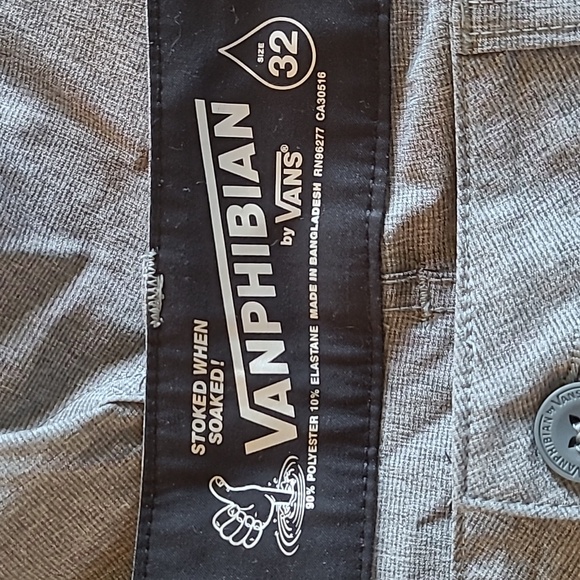 STOKED WHEN
SOAKED!
VANPHIBIAN
by VANS®
SIZE
32
90% POLYESTER 10% ELASTANE MADE IN BANGLADESH RN96277 CA30516
VANPHIBIAN BY VANS